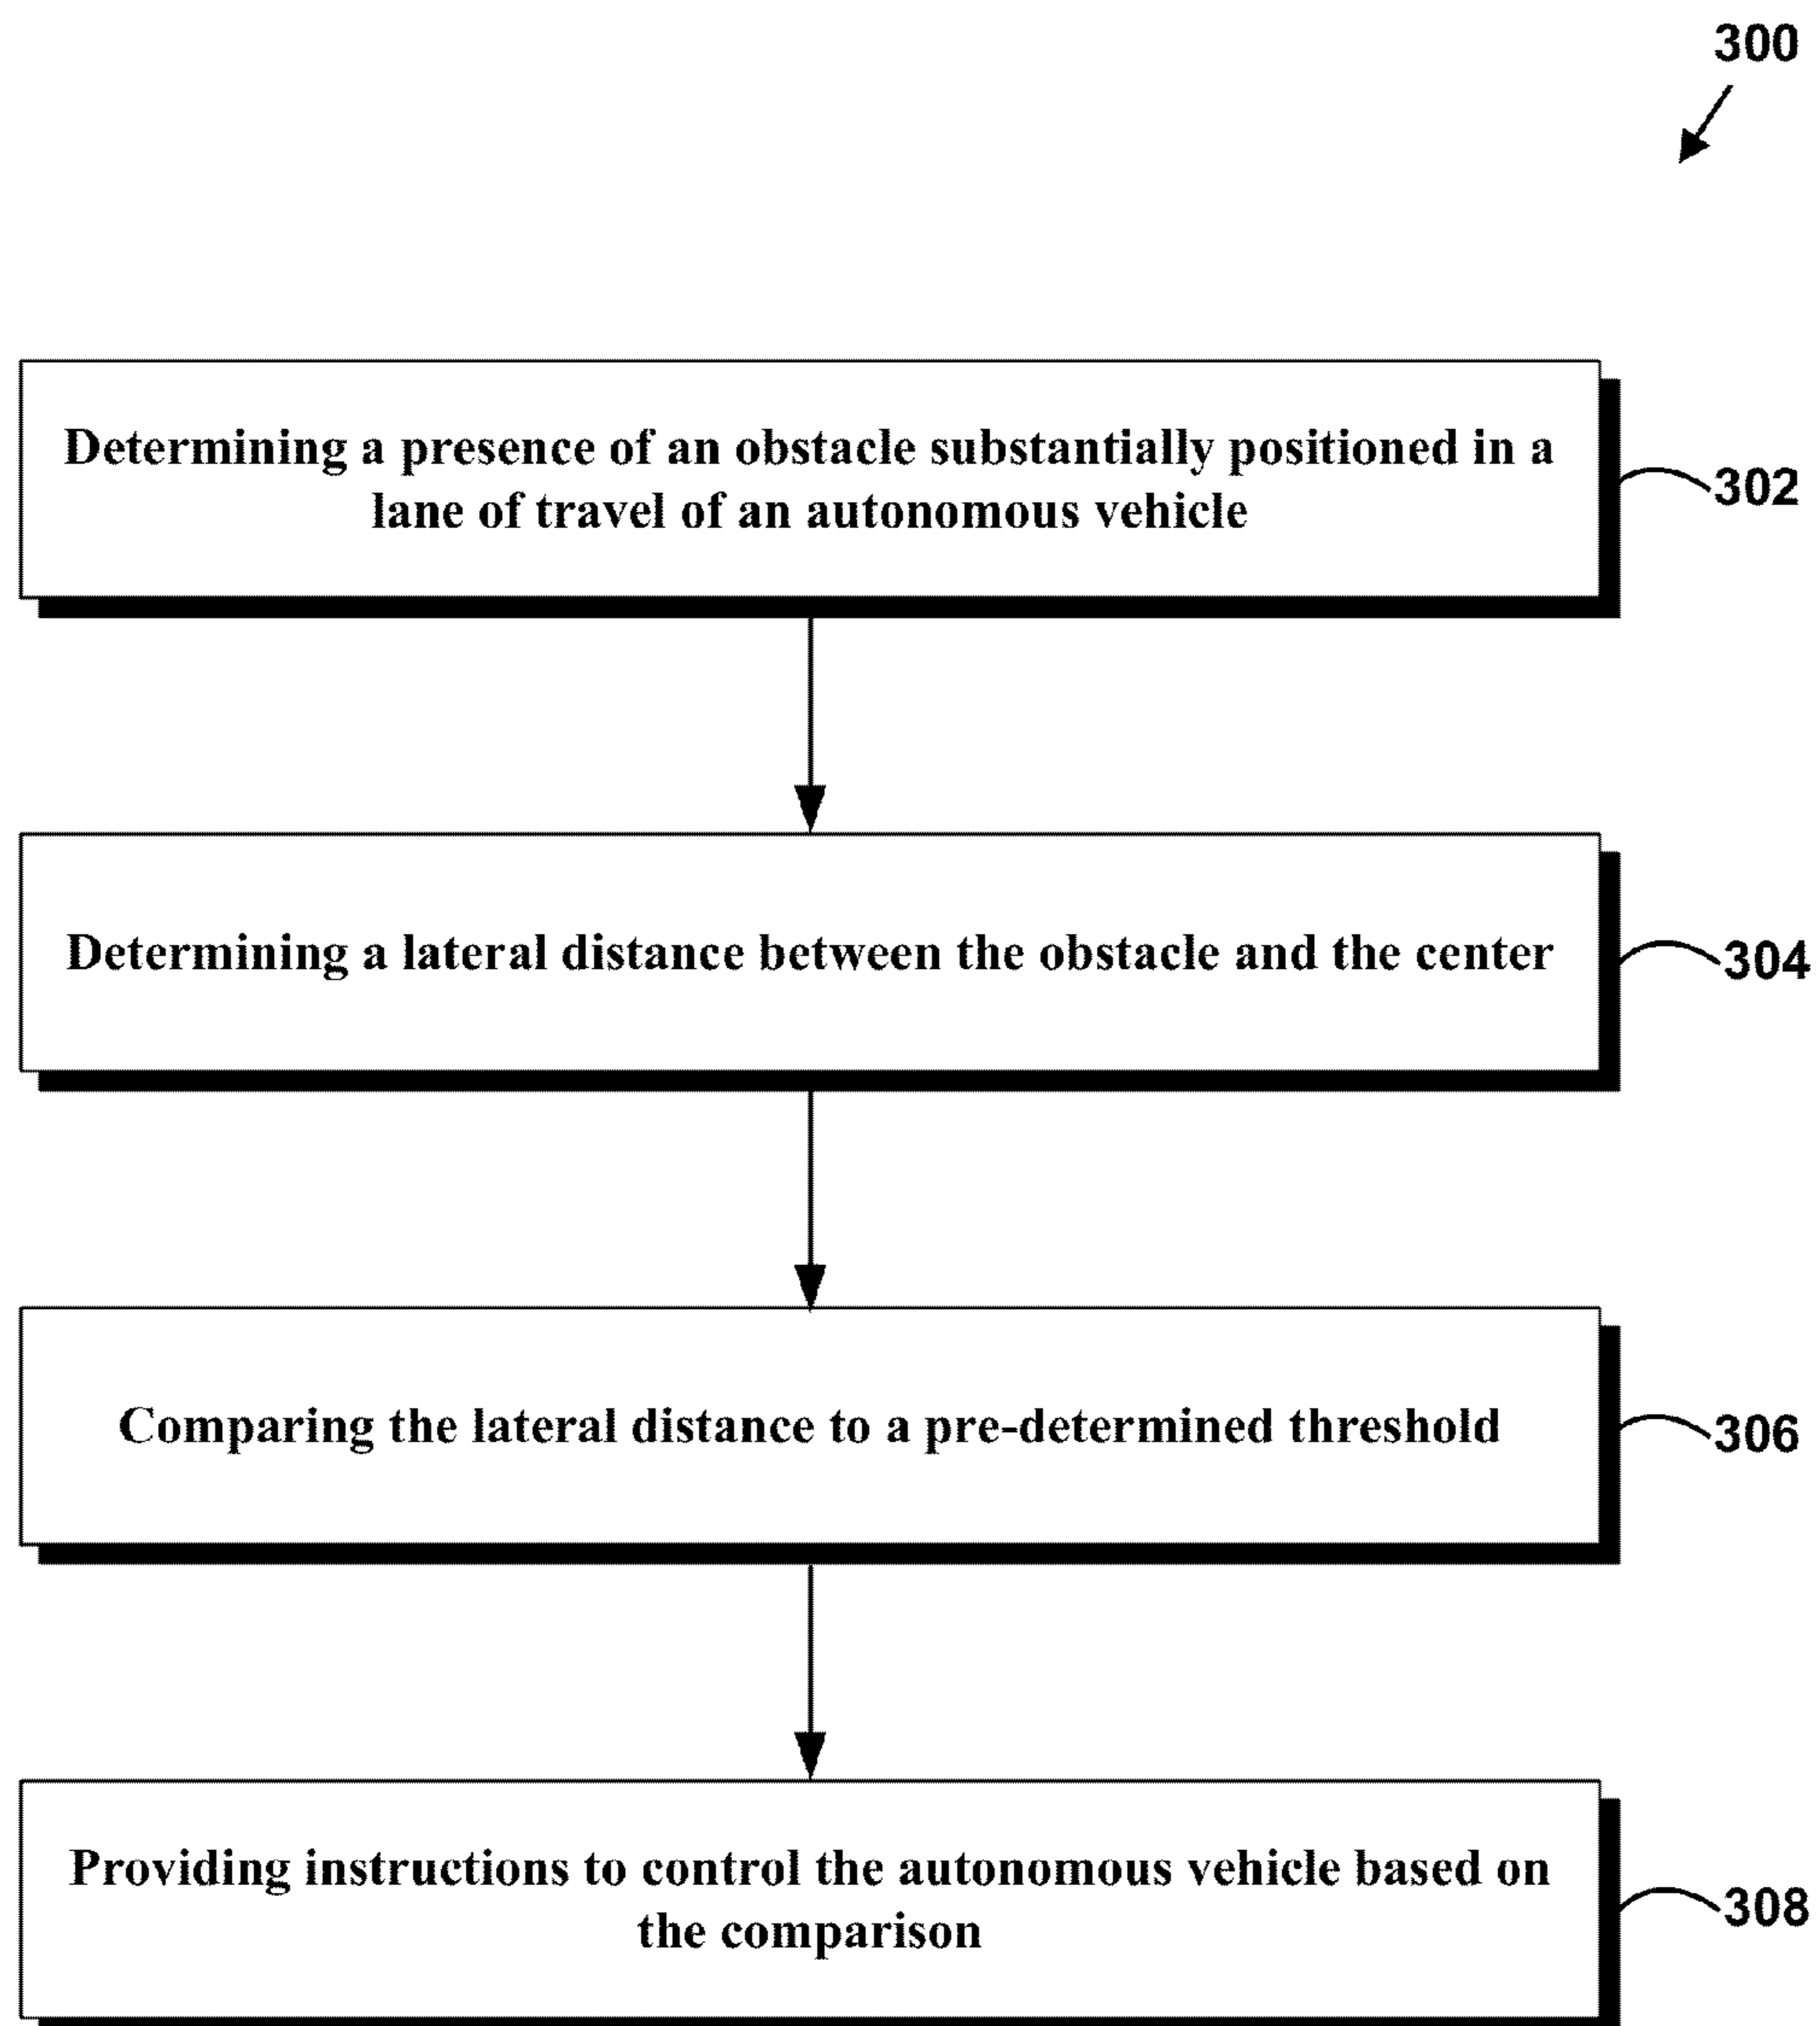 300
Determining a presence of an obstacle substantially positioned in a
lane of travel of an autonomous vehicle
302
Determining a lateral distance between the obstacle and the center
304
Comparing the lateral distance to a pre-determined threshold
306
Providing instructions to control the autonomous vehicle based on
the comparison
308